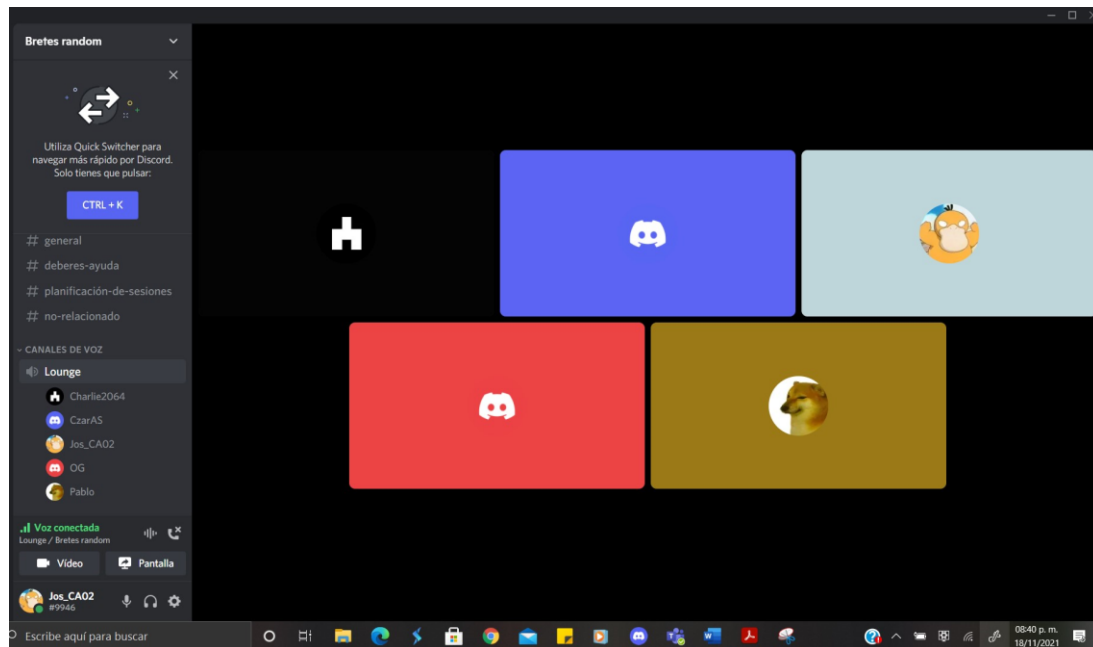 Bretes random
Utiliza Quick Switcher para
navegar más rápido por Discord.
Solo tienes que pulsar:
CTRL + K
# general
# deberes-ayuda
# planificación-de-sesiones
# no-relacionado
CANALES DE VOZ
Lounge
Charlie2064
CzarAS
Jos_CA02
OG
Pablo
Voz conectada
Lounge / Bretes random
Vídeo
Pantalla
Jos_CA02
#9946
Escribe aquí para buscar
08:40 p. m.
18/11/2021